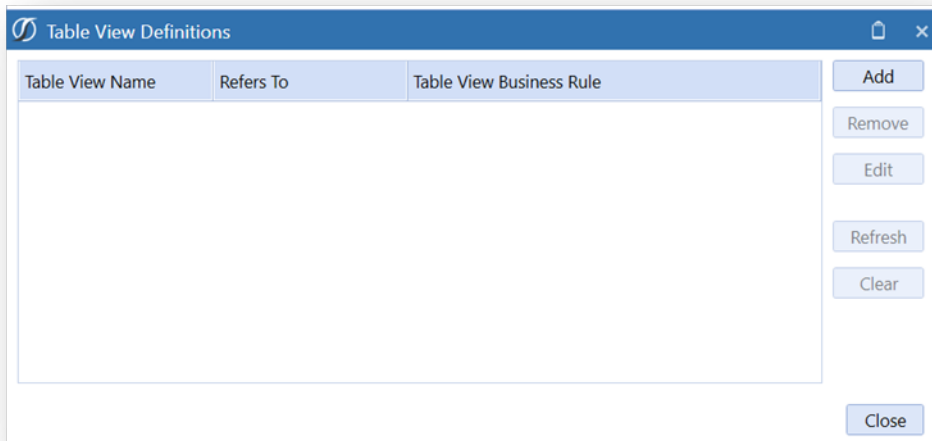 Table View Definitions
Table View Name Refers To Table View Business Rule
Add
Remove
Edit
Refresh
Clear
Close